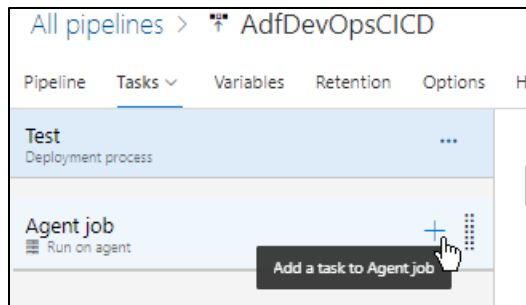 All pipelines > AdfDevOpsCICD
Pipeline Tasks Variables Retention Options H
Test
Deployment process
...
Agent job
Run on agent
Add a task to Agent job